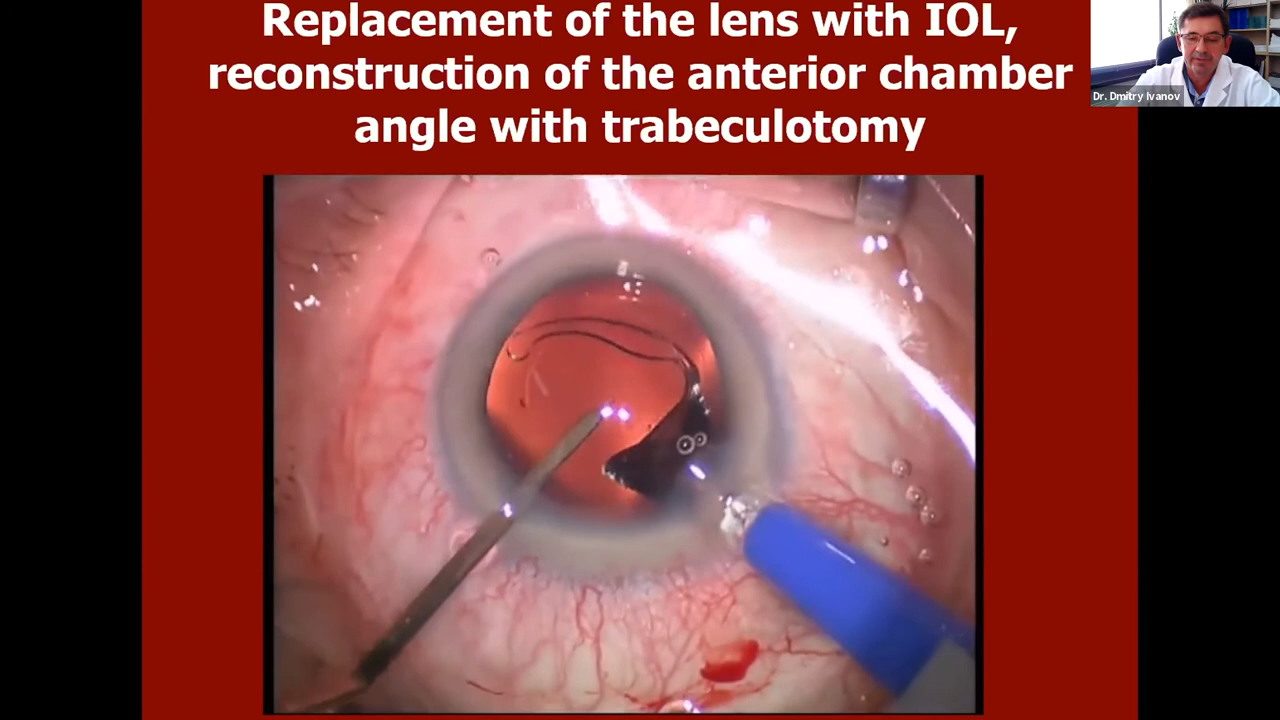 Replacement of the lens with IOL,
reconstruction of the anterior chamber
angle with trabeculotomy
Dr. Dmitry Ivanov